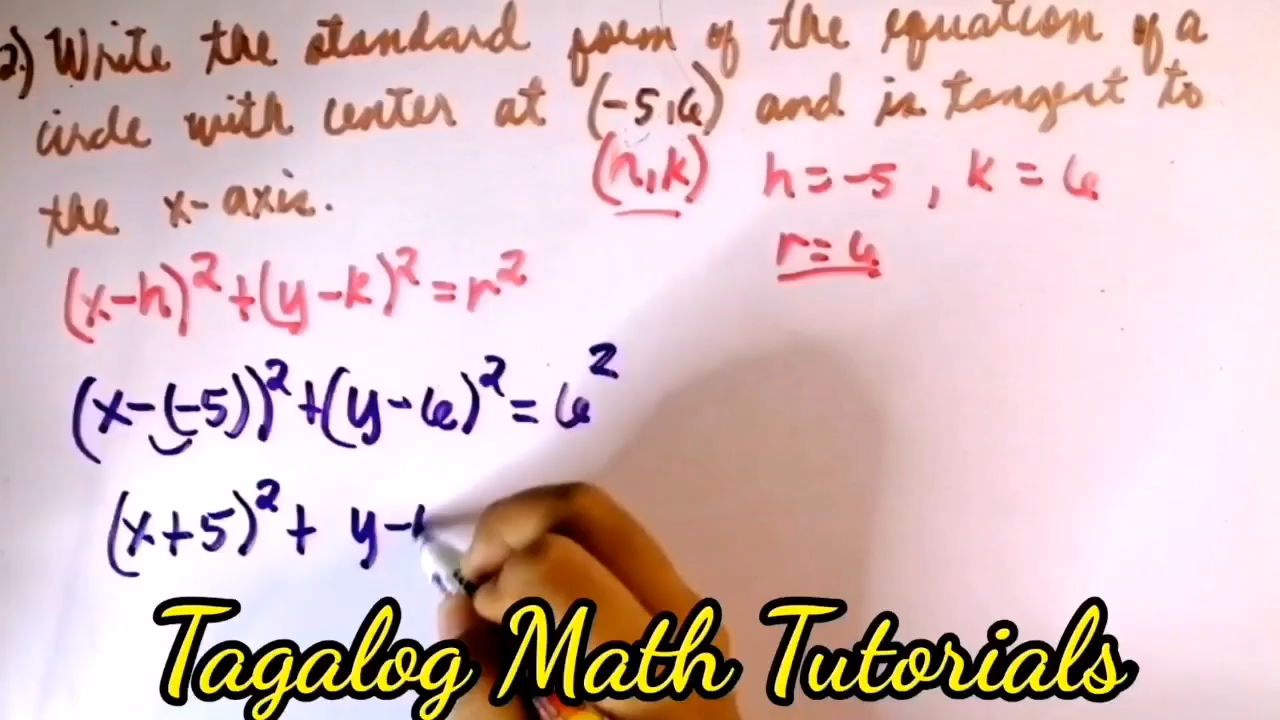 2.) Write the standard form of the equation of a
circle with center at (-5,6) and is tangent to
the x-axis.
(h,k) h=-5, k=6
r=6
(x-h)²+(y-k)²=r²
(x-(-5))²+(y-6)²=6²
(x+5)²+ y-
Tagalog Math Tutorials